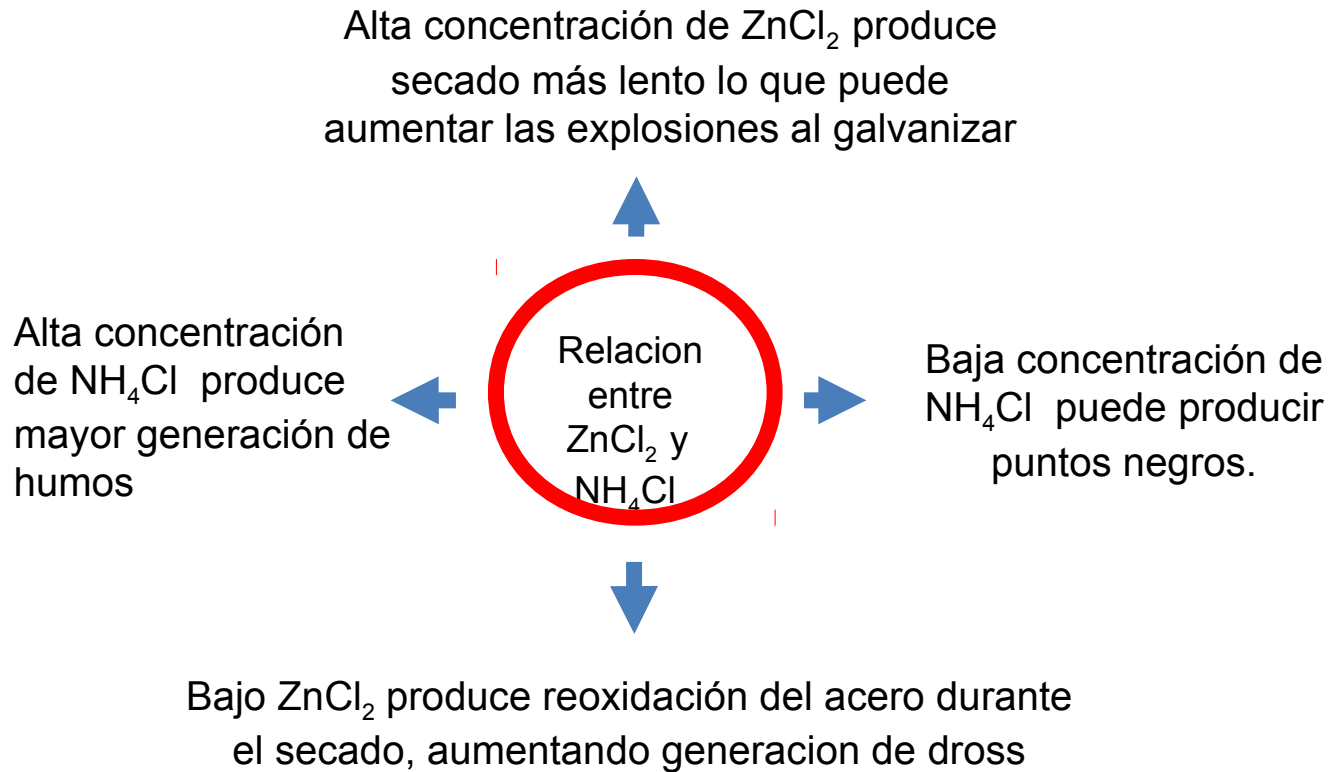 Alta concentración de ZnCl₂ produce
secado más lento lo que puede
aumentar las explosiones al galvanizar
Alta concentración
de NH₄Cl produce
mayor generación de
humos
Relacion
entre
ZnCl₂ y
NH₄Cl
Baja concentración de
NH₄Cl puede producir
puntos negros.
Bajo ZnCl₂ produce reoxidación del acero durante
el secado, aumentando generacion de dross